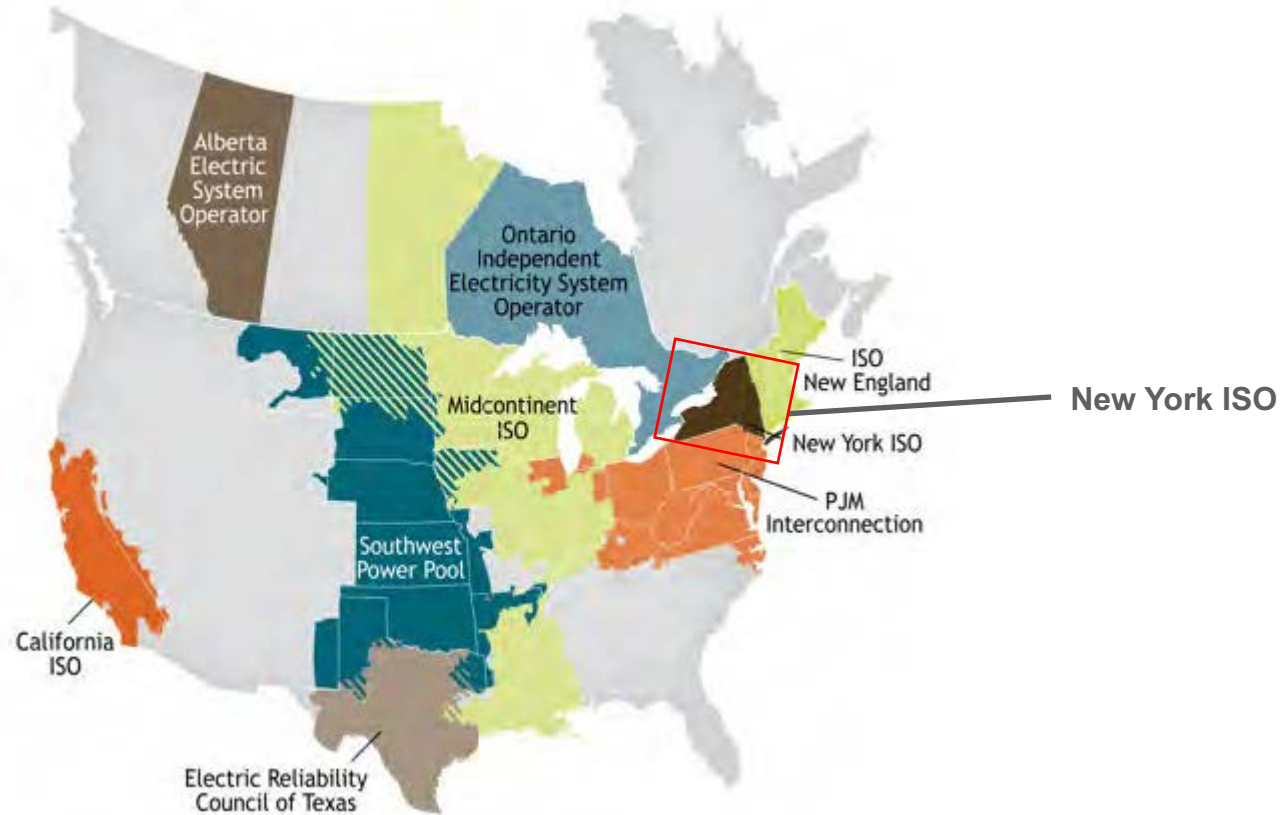 Alberta
Electric
System
Operator
Ontario
Independent
Electricity System
Operator
ISO
New England
Midcontinent
ISO
New York ISO
New York ISO
PJM
Interconnection
Southwest
Power Pool
California
ISO
Electric Reliability
Council of Texas